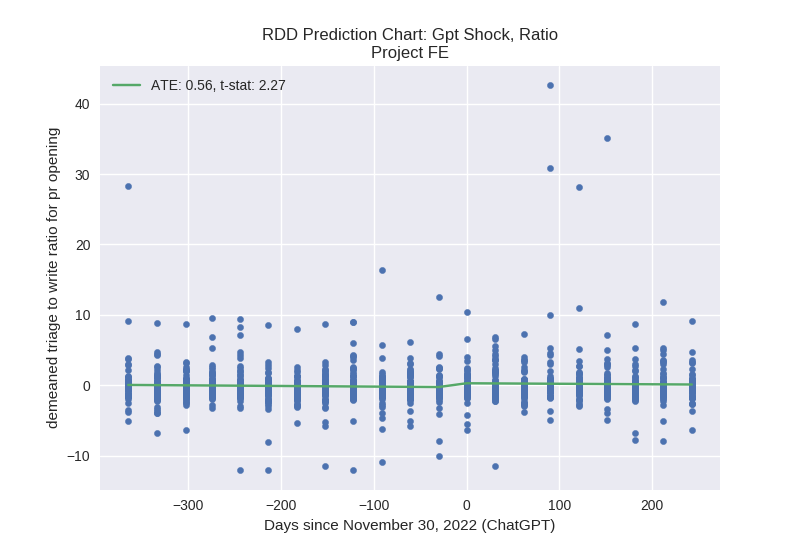 RDD Prediction Chart: Gpt Shock, Ratio
Project FE
ATE: 0.56, t-stat: 2.27
demeaned triage to write ratio for pr opening
40
30
20
10
0
−10
−300
−200
−100
0
100
200
Days since November 30, 2022 (ChatGPT)